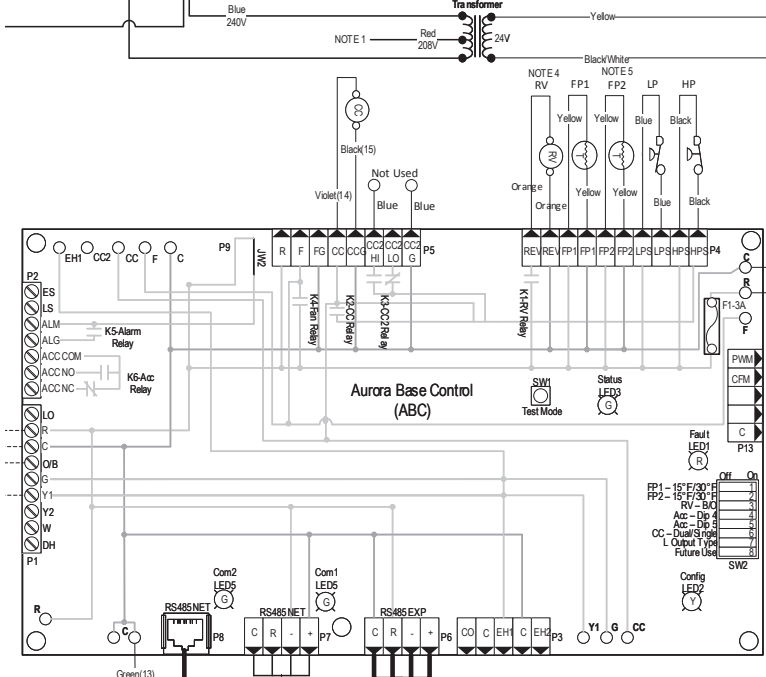 Transformer
Blue
240V
Yellow
NOTE 1
Red
208V
24V
Black/White
NOTE 4
RV
FP1
NOTE 5
FP2
LP
HP
CC
Yellow
Yellow
Blue
Black
Black(15)
RV
T
T
Not Used
Violet(14)
Blue
Blue
Orange
Orange
Yellow
Yellow
Blue
Black
P9
JW2
R
F
FG
CC
CCG
CC2
HI
CC2
LO
CC2
G
P5
REV
REV
FP1
FP1
FP2
FP2
LPS
LPS
HPS
HPS
P4
EH1
CC2
CC
F
C
C
R
F1-3A
F
P2
ES
LS
ALM
ALG
ACC COM
ACC NO
ACC NC
K5-Alarm
Relay
K6-Acc
Relay
K4-Fan Relay
K2-CC Relay
K3-CC2 Relay
K1-RV Relay
Aurora Base Control
(ABC)
SW1
Test Mode
Status
LED3
G
PWM
CFM
C
P13
LO
R
C
O/B
G
Y1
Y2
W
DH
P1
Fault
LED1
R
Off
On
FP1 – 15°F/30°F
FP2 – 15°F/30°F
RV – B/O
Acc – Dip 4
Acc – Dip 5
CC – Dual/Single
L Output Type
Future Use
1
2
3
4
5
6
7
8
SW2
Config
LED2
Y
Com2
LED5
G
Com1
LED5
G
R
C
RS485 NET
P8
RS485 NET
C
R
-
+
P7
RS485 EXP
C
R
-
+
P6
CO
C
EH1
C
EH2
P3
Y1
G
CC
Green(13)